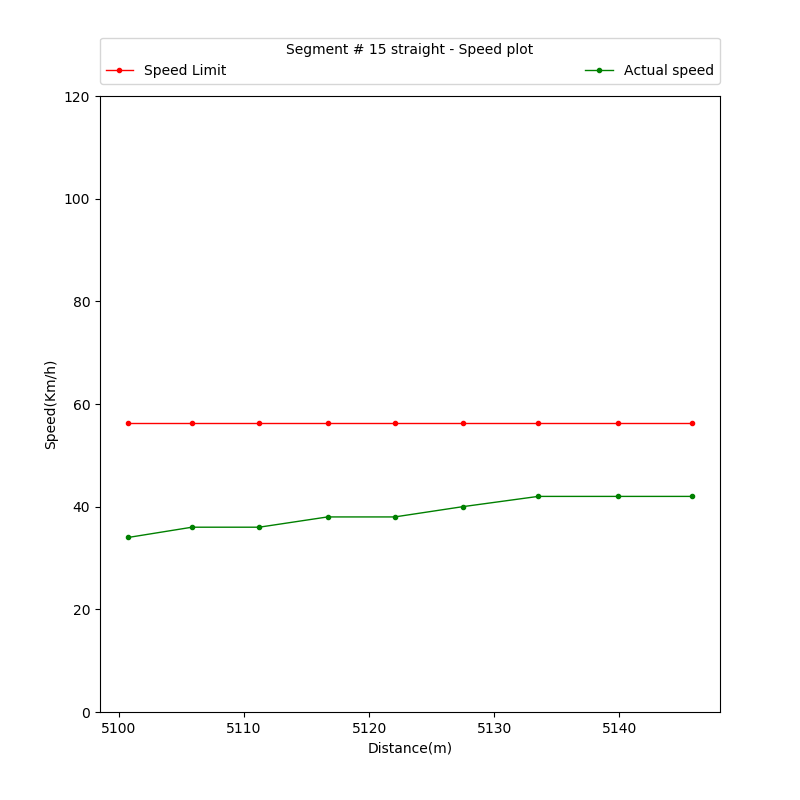 Segment # 15 straight - Speed plot
Speed Limit
Actual speed
120
100
80
60
40
20
0
Speed(Km/h)
5100 5110 5120 5130 5140
Distance(m)